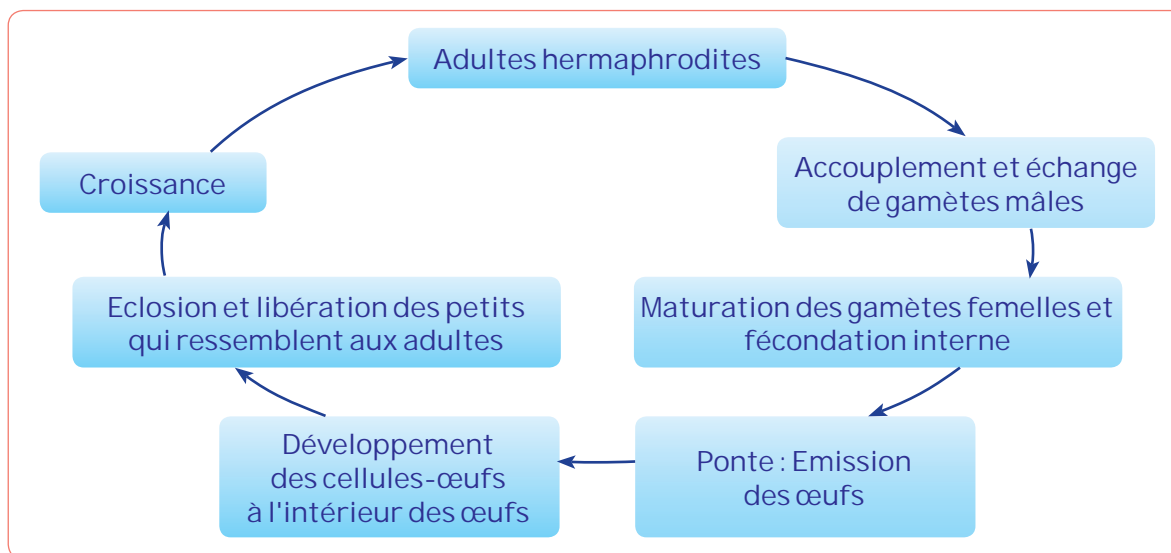 Adultes hermaphrodites
Accouplement et échange
de gamètes mâles
Maturation des gamètes femelles et
fécondation interne
Ponte : Emission
des œufs
Développement
des cellules-œufs
à l'intérieur des œufs
Eclosion et libération des petits
qui ressemblent aux adultes
Croissance